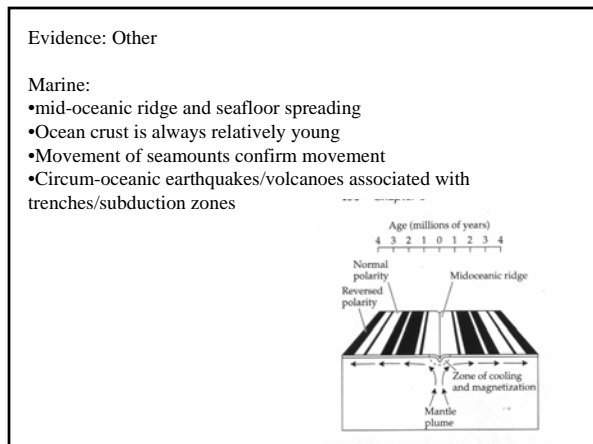 Evidence: Other
Marine:
•mid-oceanic ridge and seafloor spreading
•Ocean crust is always relatively young
•Movement of seamounts confirm movement
•Circum-oceanic earthquakes/volcanoes associated with
trenches/subduction zones
Age (millions of years)
4 3 2 1 0 1 2 3 4
Normal
polarity
Midoceanic ridge
Reversed
polarity
Zone of cooling
and magnetization
Mantle
plume